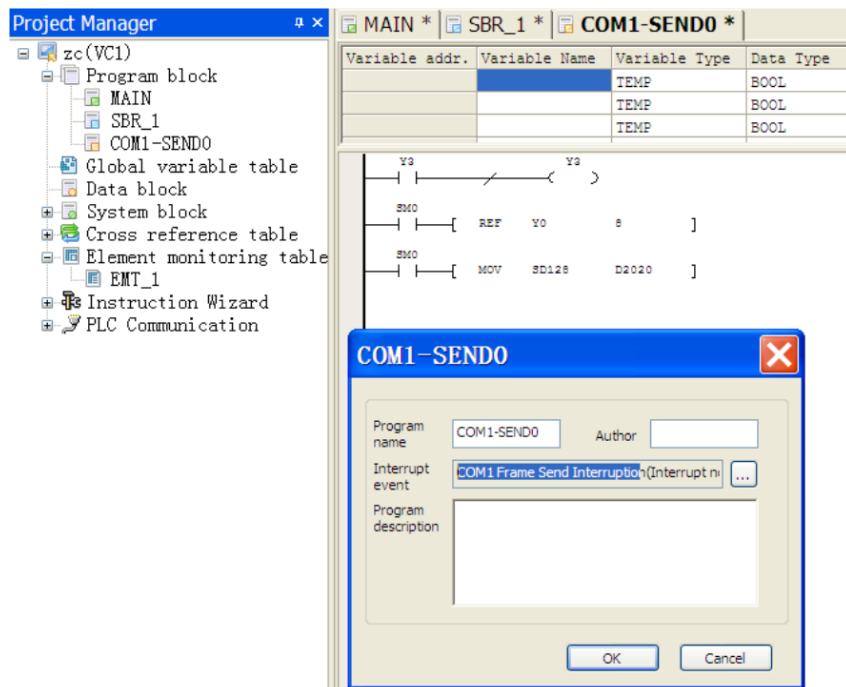 Project Manager
MAIN * SBR_1 * COM1-SEND0 *
zc(VC1)
Program block
MAIN
SBR_1
COM1-SEND0
Global variable table
Data block
System block
Cross reference table
Element monitoring table
EMT_1
Instruction Wizard
PLC Communication
Variable addr. Variable Name Variable Type Data Type
TEMP BOOL
TEMP BOOL
TEMP BOOL
Y3 Y3
SM0
[ REF Y0 8 ]
SM0
[ MOV SD128 D2020 ]
COM1-SEND0
Program name COM1-SEND0 Author
Interrupt event COM1 Frame Send Interruption(Interrupt n ...
Program description
OK Cancel